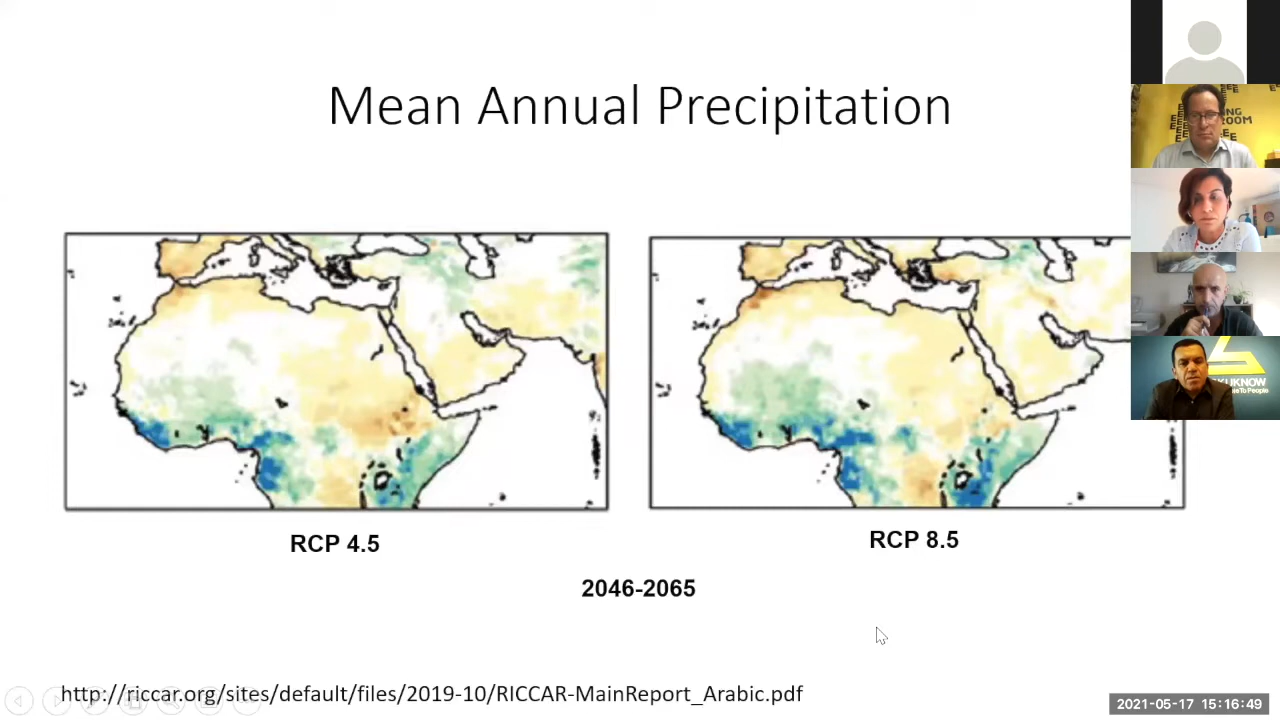 Mean Annual Precipitation
RCP 4.5
RCP 8.5
2046-2065
http://riccar.org/sites/default/files/2019-10/RICCAR-MainReport_Arabic.pdf
2021-05-17 15:16:49